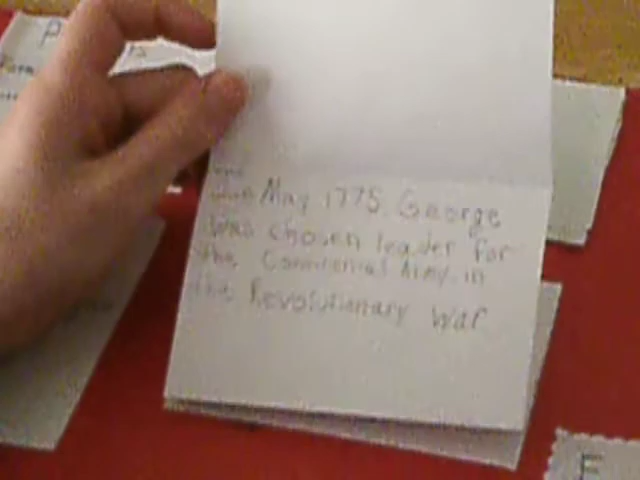 May 1775 George
was chosen leader for
the Continental Army in
the Revolutionary War
E